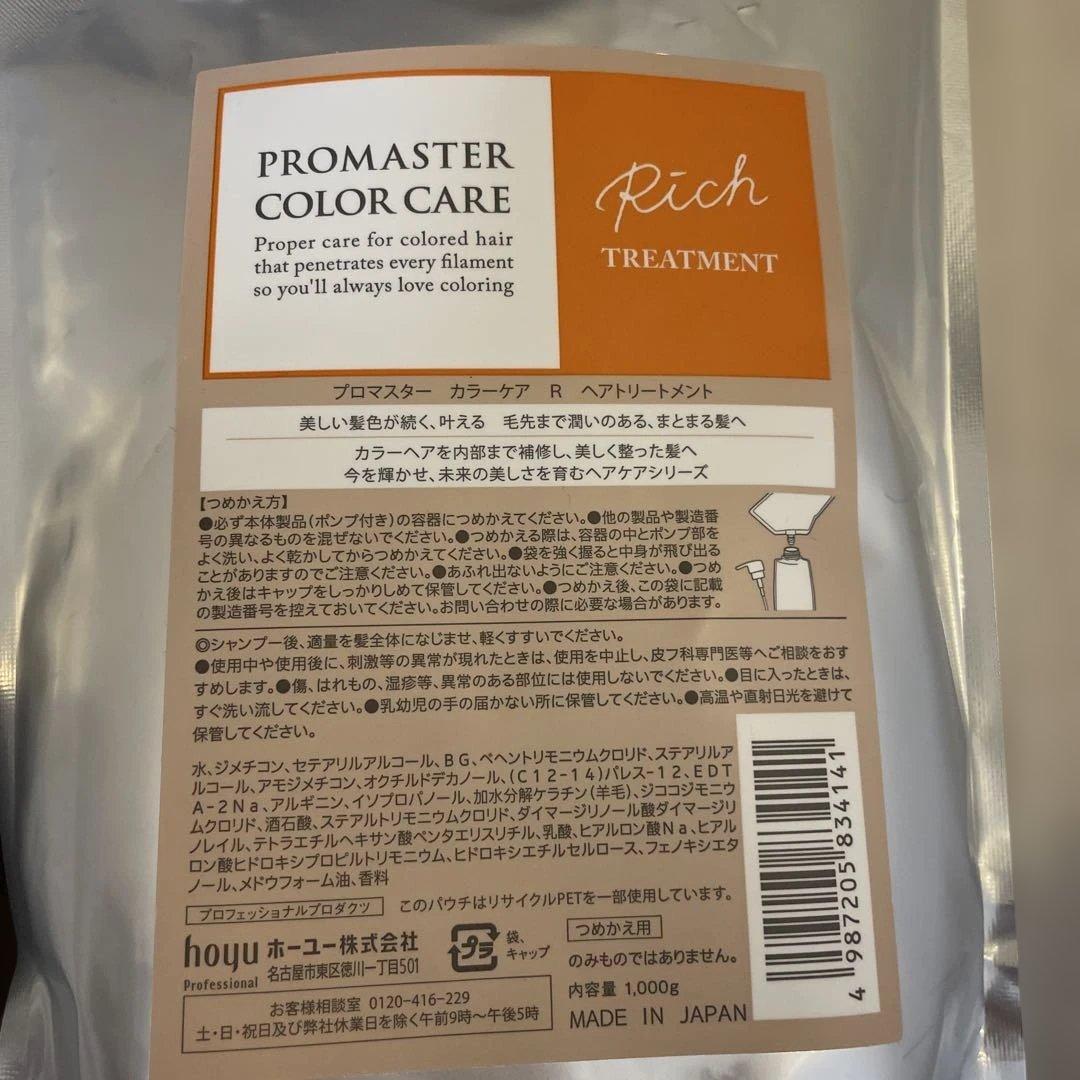 PROMASTER
COLOR CARE
Proper care for colored hair
that penetrates every filament
so you'll always love coloring
Rich
TREATMENT
プロマスター カラーケア R ヘアトリートメント
美しい髪色が続く、叶える 毛先まで潤いのある、まとまる髪へ
カラーヘアを内部まで補修し、美しく整った髪へ
今を輝かせ、未来の美しさを育むヘアケアシリーズ
【つめかえ方】
●必ず本体製品(ポンプ付き)の容器につめかえてください。●他の製品や製造番
号の異なるものを混ぜないでください。●つめかえる際は、容器の中とポンプ部を
よく洗い、よく乾かしてからつめかえてください。●袋を強く握ると中身が飛び出る
ことがありますのでご注意ください。●あふれ出ないようにご注意ください。●つめ
かえ後はキャップをしっかりしめて保管してください。●つめかえ後、この袋に記載
の製造番号を控えておいてください。お問い合わせの際に必要な場合があります。
◎シャンプー後、適量を髪全体になじませ、軽くすすいでください。
●使用中や使用後に、刺激等の異常が現れたときは、使用を中止し、皮フ科専門医等へご相談をおす
すめします。●傷、はれもの、湿疹等、異常のある部位には使用しないでください。●目に入ったときは、
すぐ洗い流してください。●乳幼児の手の届かない所に保管してください。●高温や直射日光を避けて
保管してください。
水、ジメチコン、セテアリルアルコール、BG、ベヘントリモニウムクロリド、ステアリルア
ルコール、アモジメチコン、オクチルドデカノール、(C12-14)パレス-12、EDT
A-2Na、アルギニン、イソプロパノール、加水分解ケラチン(羊毛)、ジココジモニウ
ムクロリド、酒石酸、ステアルトリモニウムクロリド、ダイマージリノール酸ダイマージリ
ノレイル、テトラエチルヘキサン酸ペンタエリスリチル、乳酸、ヒアルロン酸Na、ヒアル
ロン酸ヒドロキシプロピルトリモニウム、ヒドロキシエチルセルロース、フェノキシエタ
ノール、メドウフォーム油、香料
プロフェッショナルプロダクツ このパウチはリサイクルPETを一部使用しています。
hoyu
Professional
ホーユー株式会社
名古屋市東区徳川一丁目501
プラ
袋、
キャップ
つめかえ用
のみものではありません。
お客様相談室 0120-416-229
土・日・祝日及び弊社休業日を除く午前9時〜午後5時
内容量 1,000g
MADE IN JAPAN
4 987205 834141